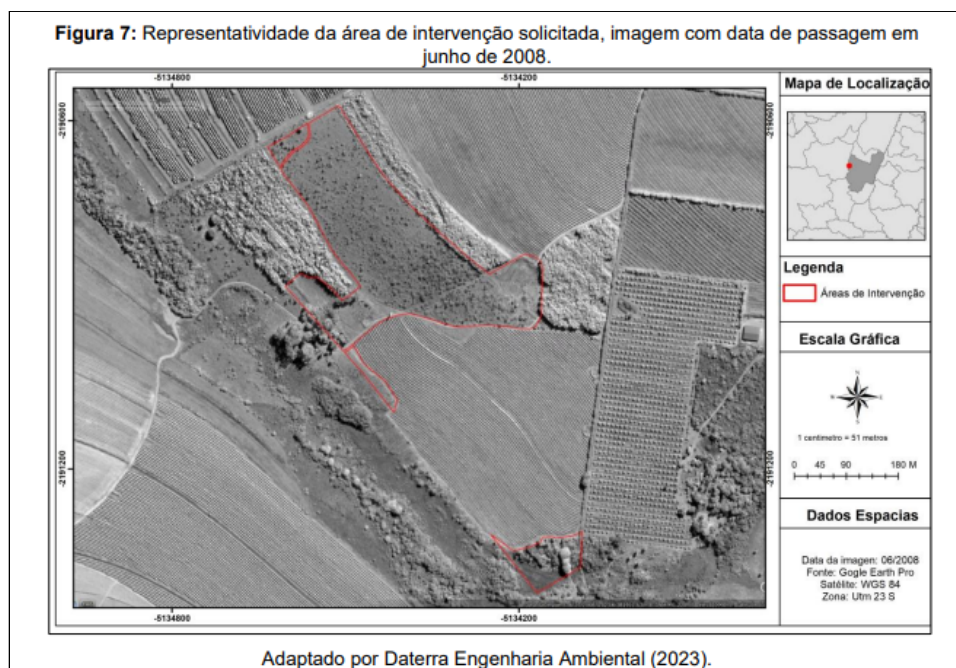 Figura 7: Representatividade da área de intervenção solicitada, imagem com data de passagem em
junho de 2008.
-5134800
-5134200
-2190600
-2190600
Mapa de Localização
Legenda
Áreas de Intervenção
Escala Gráfica
N
S
1 centimetro = 51 metros
0 45 90 180 M
-2191200
-2191200
Dados Espacias
Data da imagem: 06/2008
Fonte: Gogle Earth Pro
Satélite: WGS 84
Zona: Utm 23 S
-5134800
-5134200
Adaptado por Daterra Engenharia Ambiental (2023).